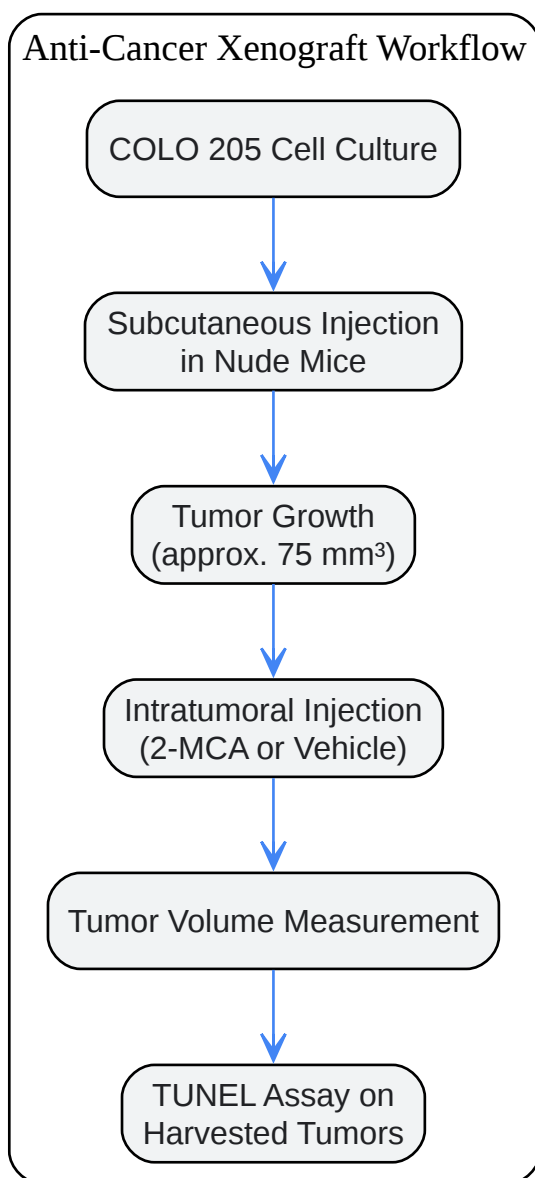 Anti-Cancer Xenograft Workflow
COLO 205 Cell Culture
Subcutaneous Injection
in Nude Mice
Tumor Growth
(approx. 75 mm³)
Intratumoral Injection
(2-MCA or Vehicle)
Tumor Volume Measurement
TUNEL Assay on
Harvested Tumors